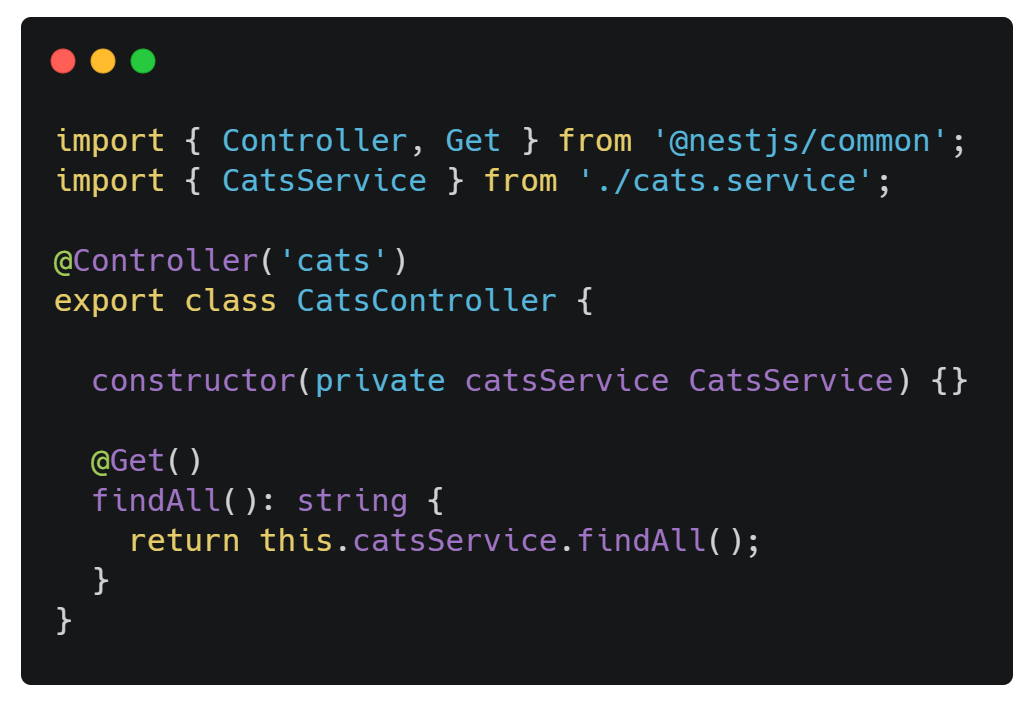 import { Controller, Get } from '@nestjs/common';
import { CatsService } from './cats.service';
@Controller('cats')
export class CatsController {
constructor(private catsService CatsService) {}
@Get()
findAll(): string {
return this.catsService.findAll();
}
}